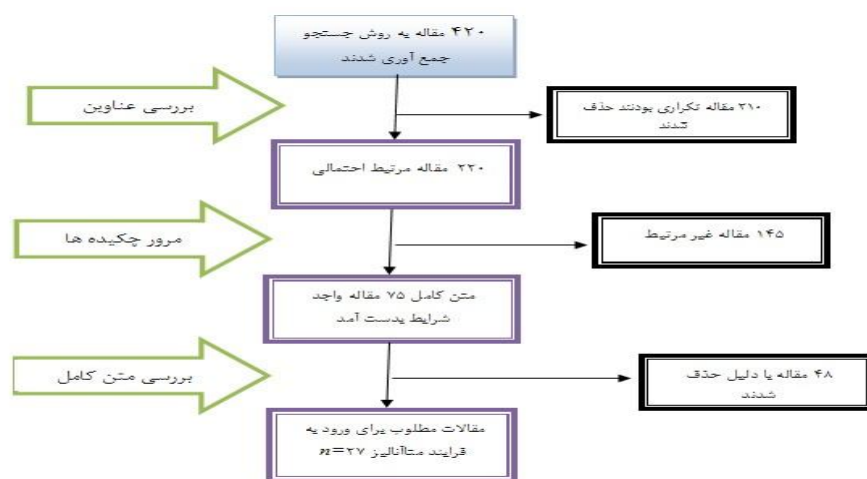 ۴۲۰ مقاله به روش جستجو
جمع آوری شدند
بررسی عناوین
۲۱۰ مقاله تکراری بودند حذف
شدند
۲۲۰ مقاله مرتبط احتمالی
مرور چکیده ها
۱۴۵ مقاله غیر مرتبط
متن کامل ۷۵ مقاله واجد
شرایط بدست آمد
بررسی متن کامل
۴۸ مقاله با دلیل حذف
شدند
مقالات مطلوب برای ورود به
فرایند متاآنالیز n=۲۷